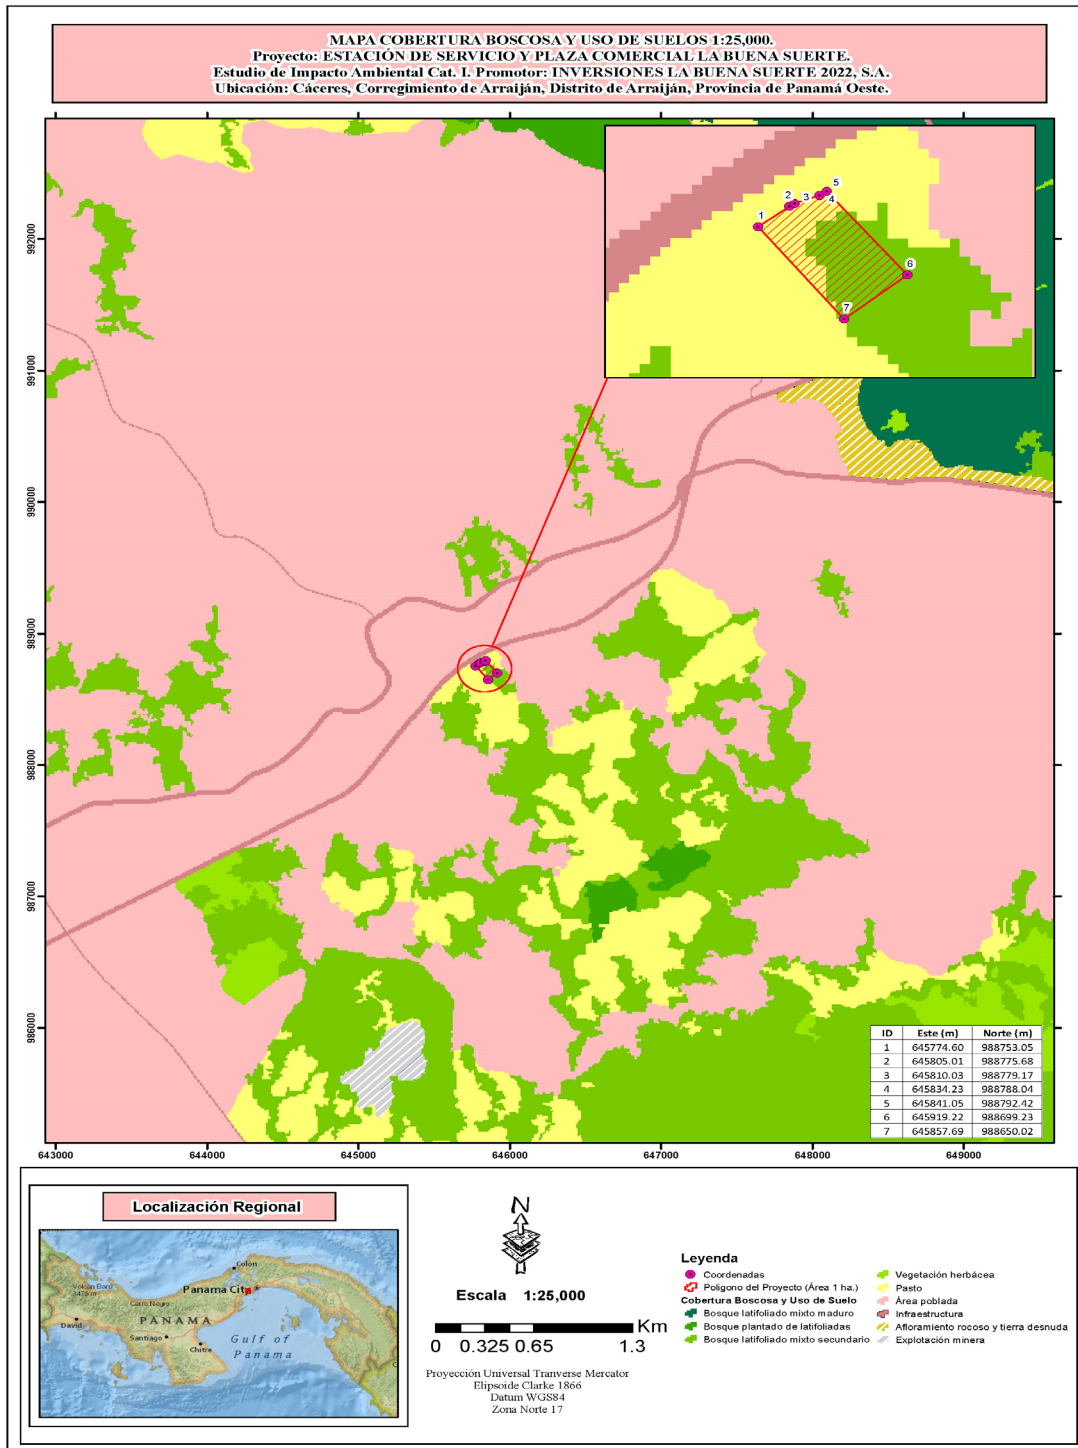 MAPA COBERTURA BOSCOSA Y USO DE SUELOS 1:25,000.
Proyecto: ESTACIÓN DE SERVICIO Y PLAZA COMERCIAL LA BUENA SUERTE.
Estudio de Impacto Ambiental Cat. I. Promotor: INVERSIONES LA BUENA SUERTE 2022, S.A.
Ubicación: Cáceres, Corregimiento de Arraiján, Distrito de Arraiján, Provincia de Panamá Oeste.
1
2
3
4
5
6
7
992000
991000
990000
989000
988000
987000
986000
643000 644000 645000 646000 647000 648000 649000
ID Este (m) Norte (m)
1 645774.60 988753.05
2 645805.01 988775.68
3 645810.03 988779.17
4 645834.23 988788.04
5 645841.05 988792.42
6 645919.22 988699.23
7 645857.69 988650.02
Localización Regional
Colon
Panama City
PANAMA
David
Santiago
Chitre
Gulf of
Panama
N
Escala 1:25,000
Km
0 0.325 0.65 1.3
Proyección Universal Tranverse Mercator
Elipsoide Clarke 1866
Datum WGS84
Zona Norte 17
Leyenda
Coordenadas
Poligono del Proyecto (Área 1 ha.)
Cobertura Boscosa y Uso de Suelo
Bosque latifoliado mixto maduro
Bosque plantado de latifoliadas
Bosque latifoliado mixto secundario
Vegetación herbácea
Pasto
Área poblada
Infraestructura
Afloramiento rocoso y tierra desnuda
Explotación minera